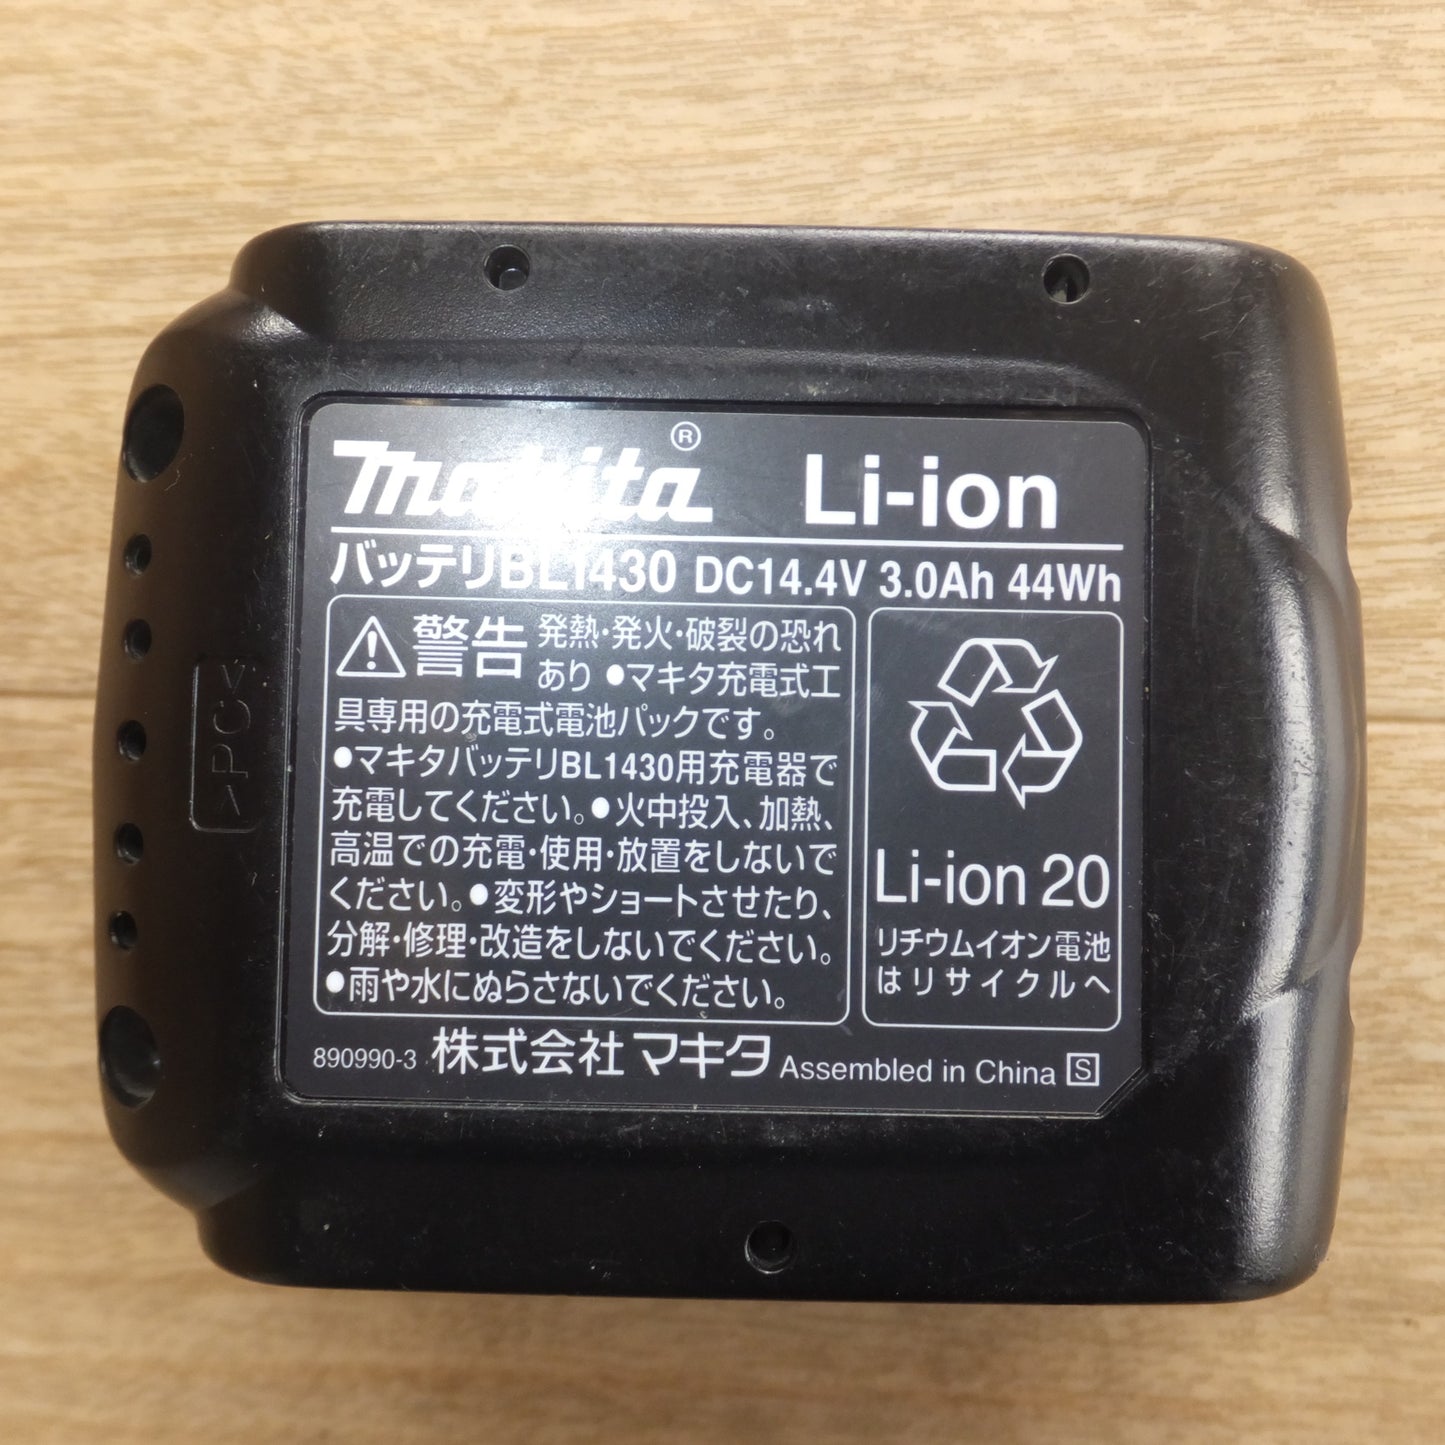 makita® Li-ion
バッテリBL1430 DC14.4V 3.0Ah 44Wh
警告 発熱・発火・破裂の恐れ
あり ●マキタ充電式工
具専用の充電式電池パックです。
●マキタバッテリBL1430用充電器で
充電してください。●火中投入、加熱、
高温での充電・使用・放置をしないで
ください。●変形やショートさせたり、
分解・修理・改造をしないでください。
●雨や水にぬらさないでください。
Li-ion 20
リチウムイオン電池
はリサイクルへ
890990-3 株式会社マキタ Assembled in China S
>PC<